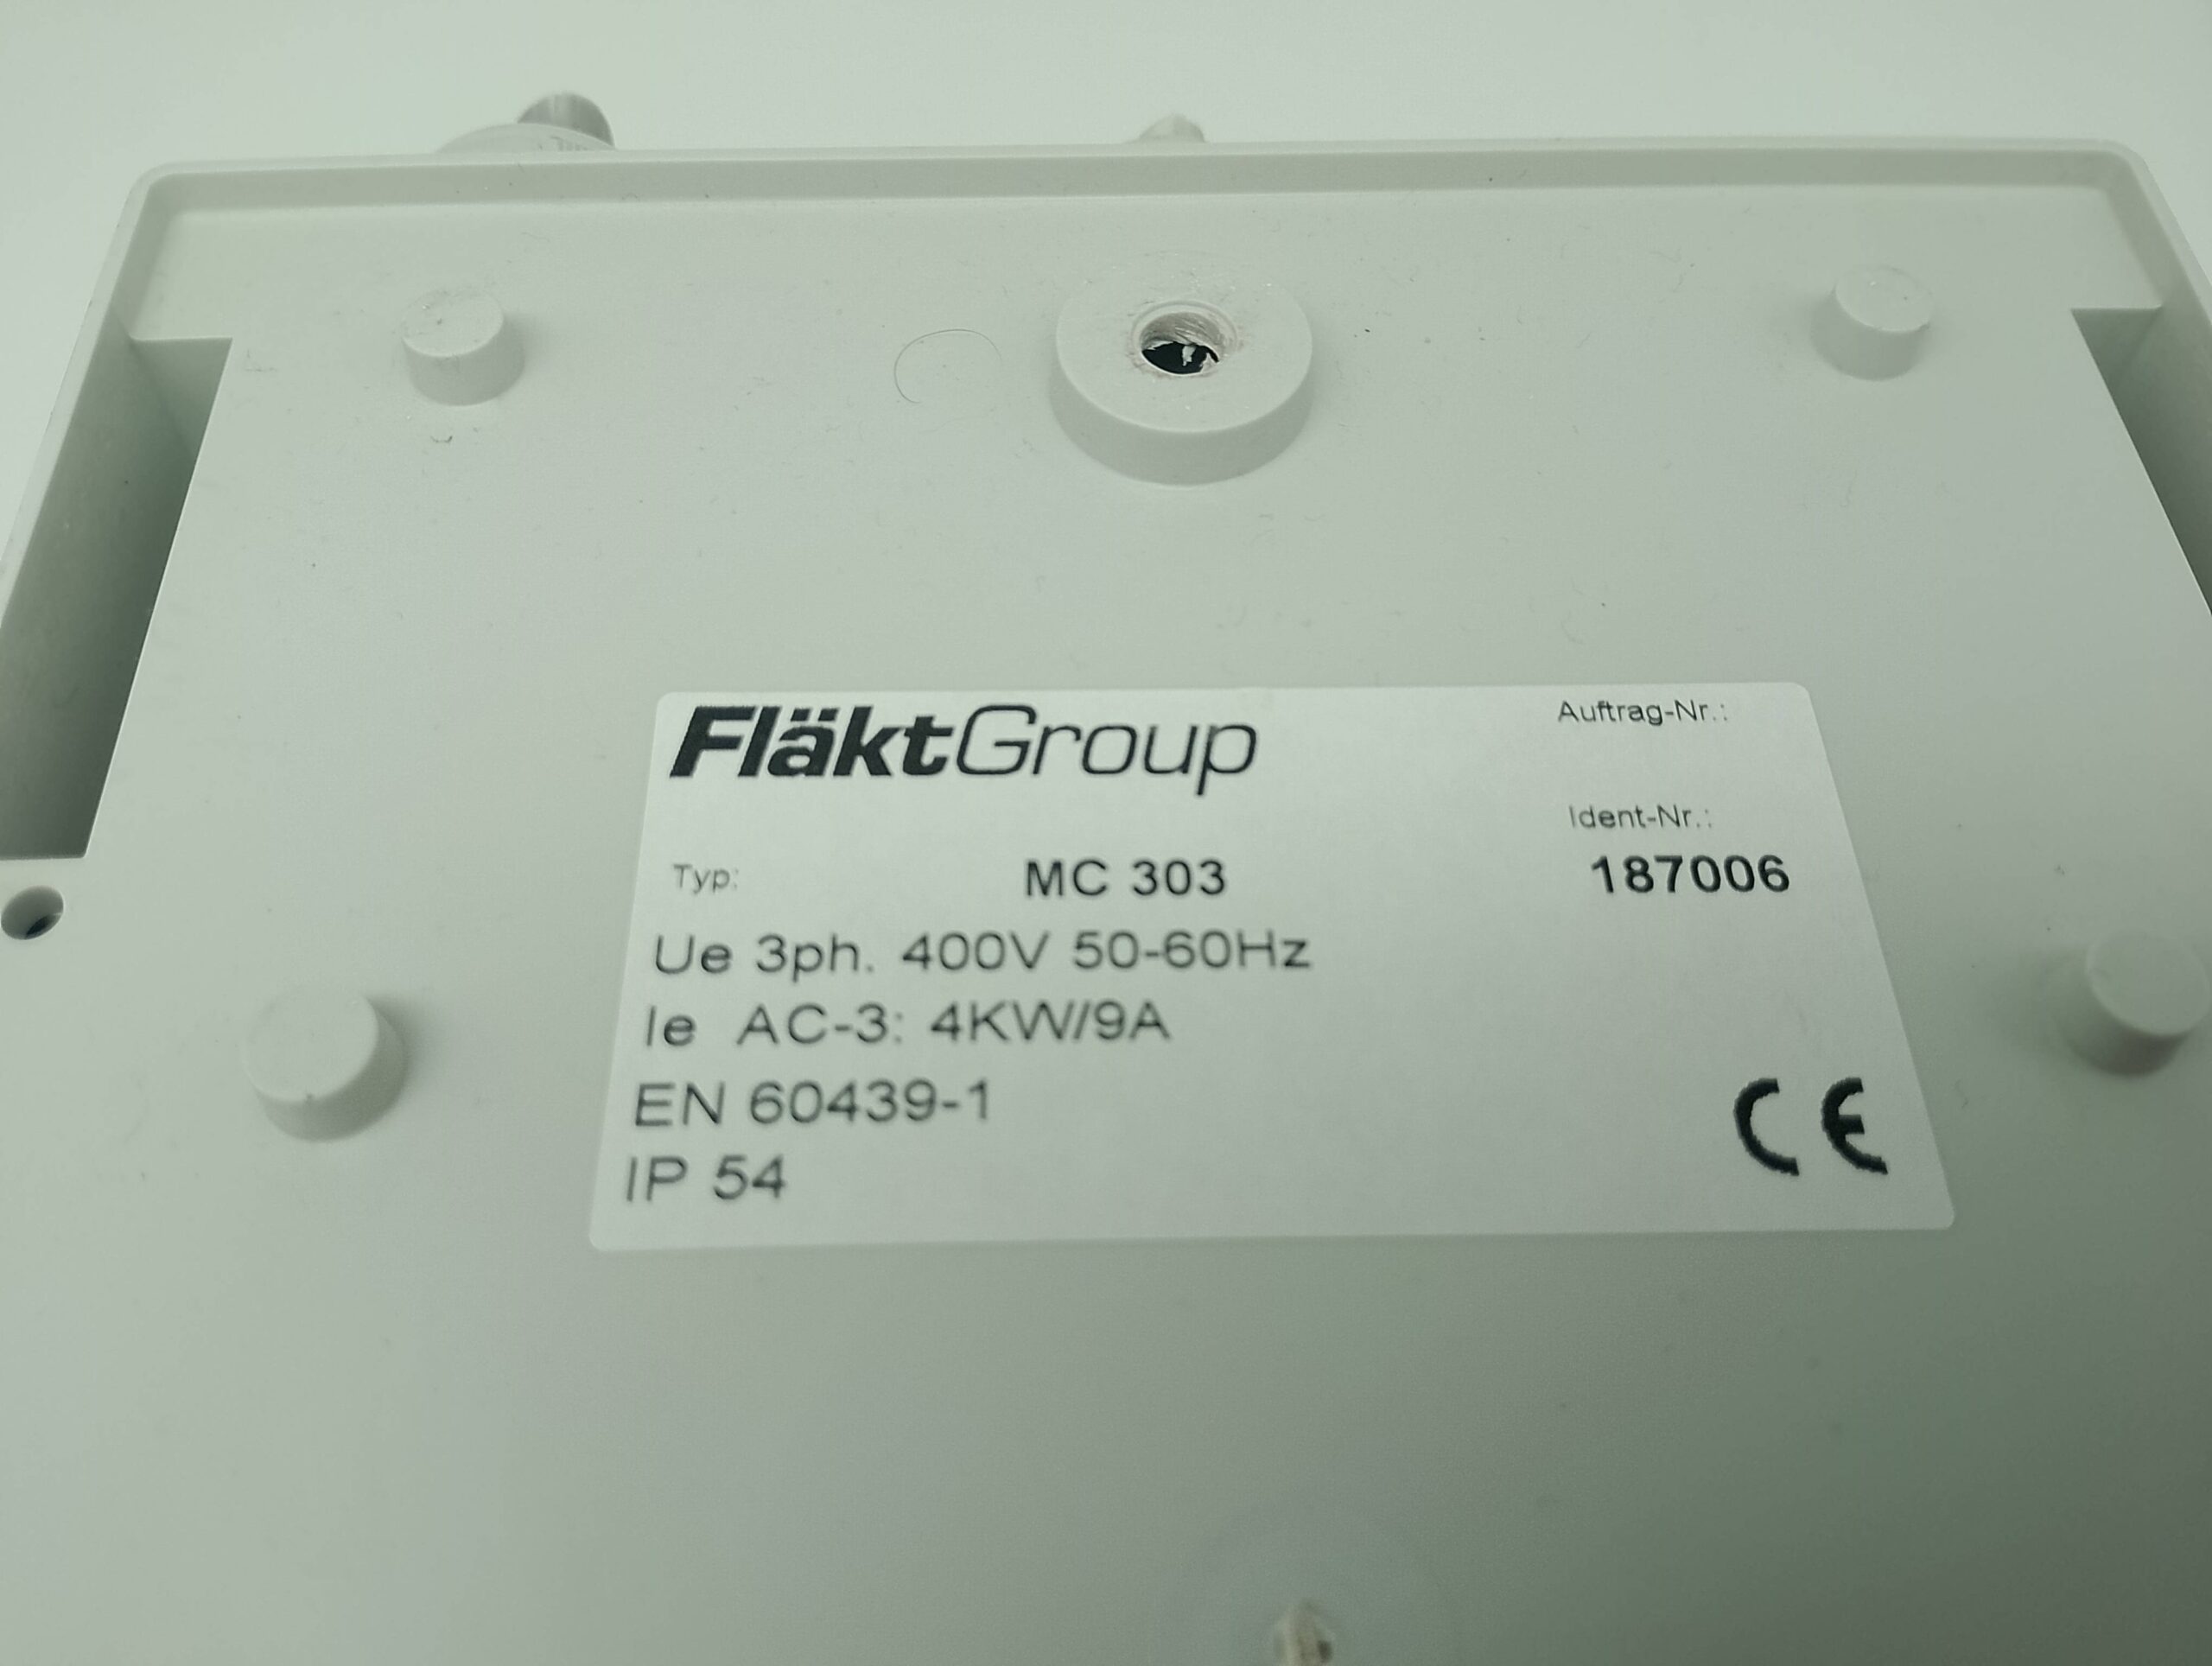 FläktGroup
Auftrag-Nr.:
Ident-Nr.:
Typ: MC 303 187006
Ue 3ph. 400V 50-60Hz
Ie AC-3: 4KW/9A
EN 60439-1
IP 54
CE